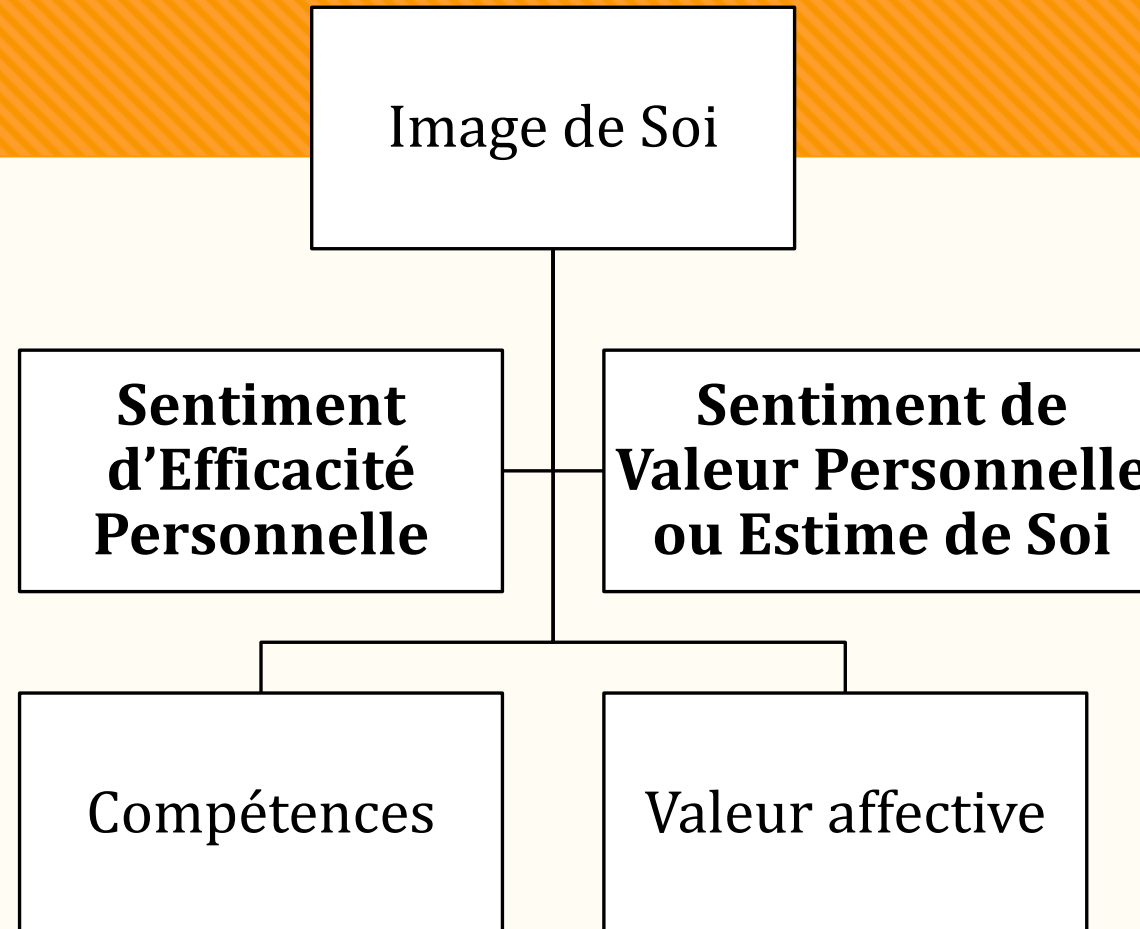 Image de Soi
Sentiment
d’Efficacité
Personnelle
Sentiment de
Valeur Personnelle
ou Estime de Soi
Compétences
Valeur affective